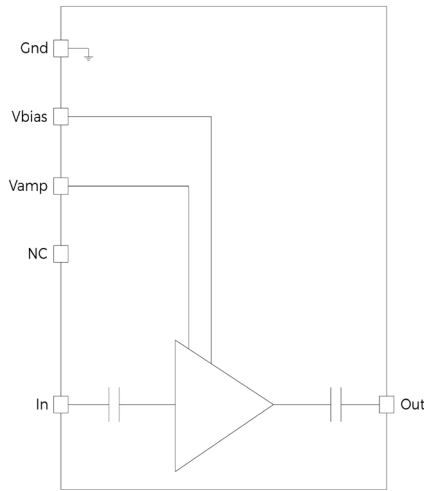 Gnd
Vbias
Vamp
NC
In
Out